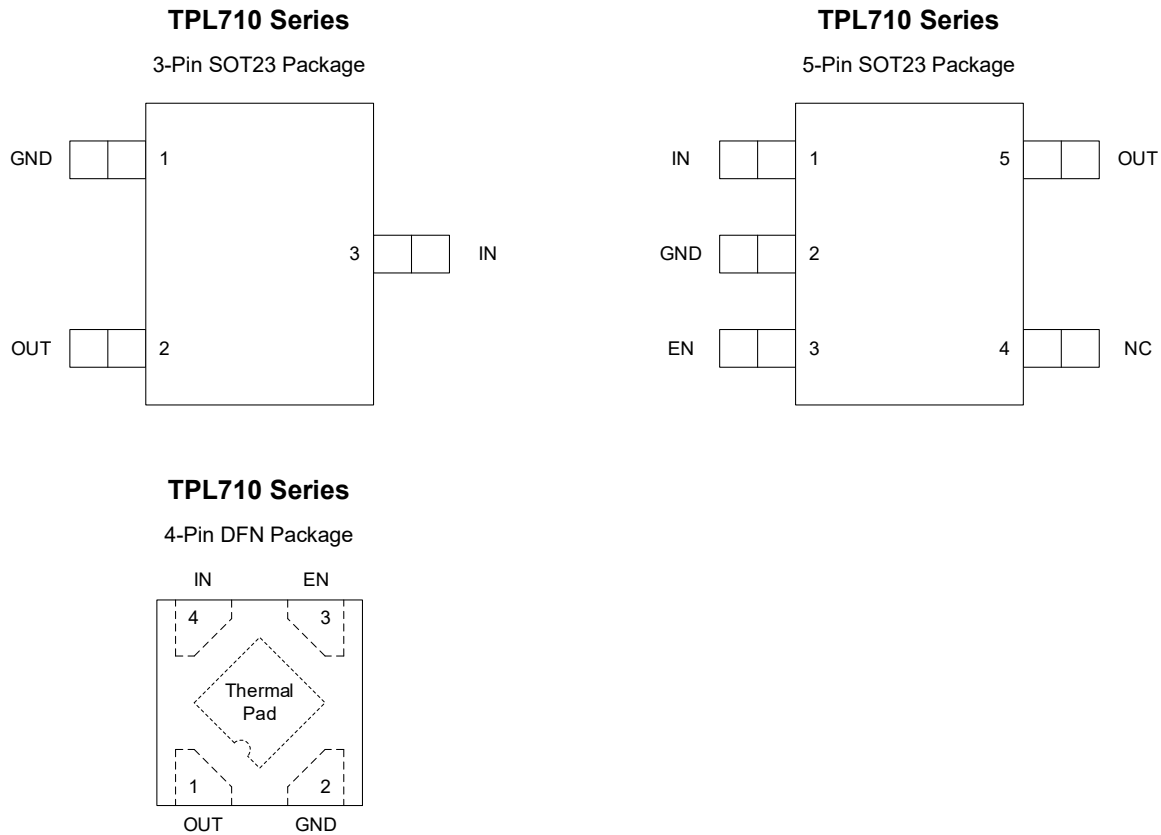 TPL710 Series
3-Pin SOT23 Package
GND
1
3
IN
OUT
2
TPL710 Series
5-Pin SOT23 Package
IN
1
5
OUT
GND
2
EN
3
4
NC
TPL710 Series
4-Pin DFN Package
IN EN
4 3
Thermal
Pad
1 2
OUT GND